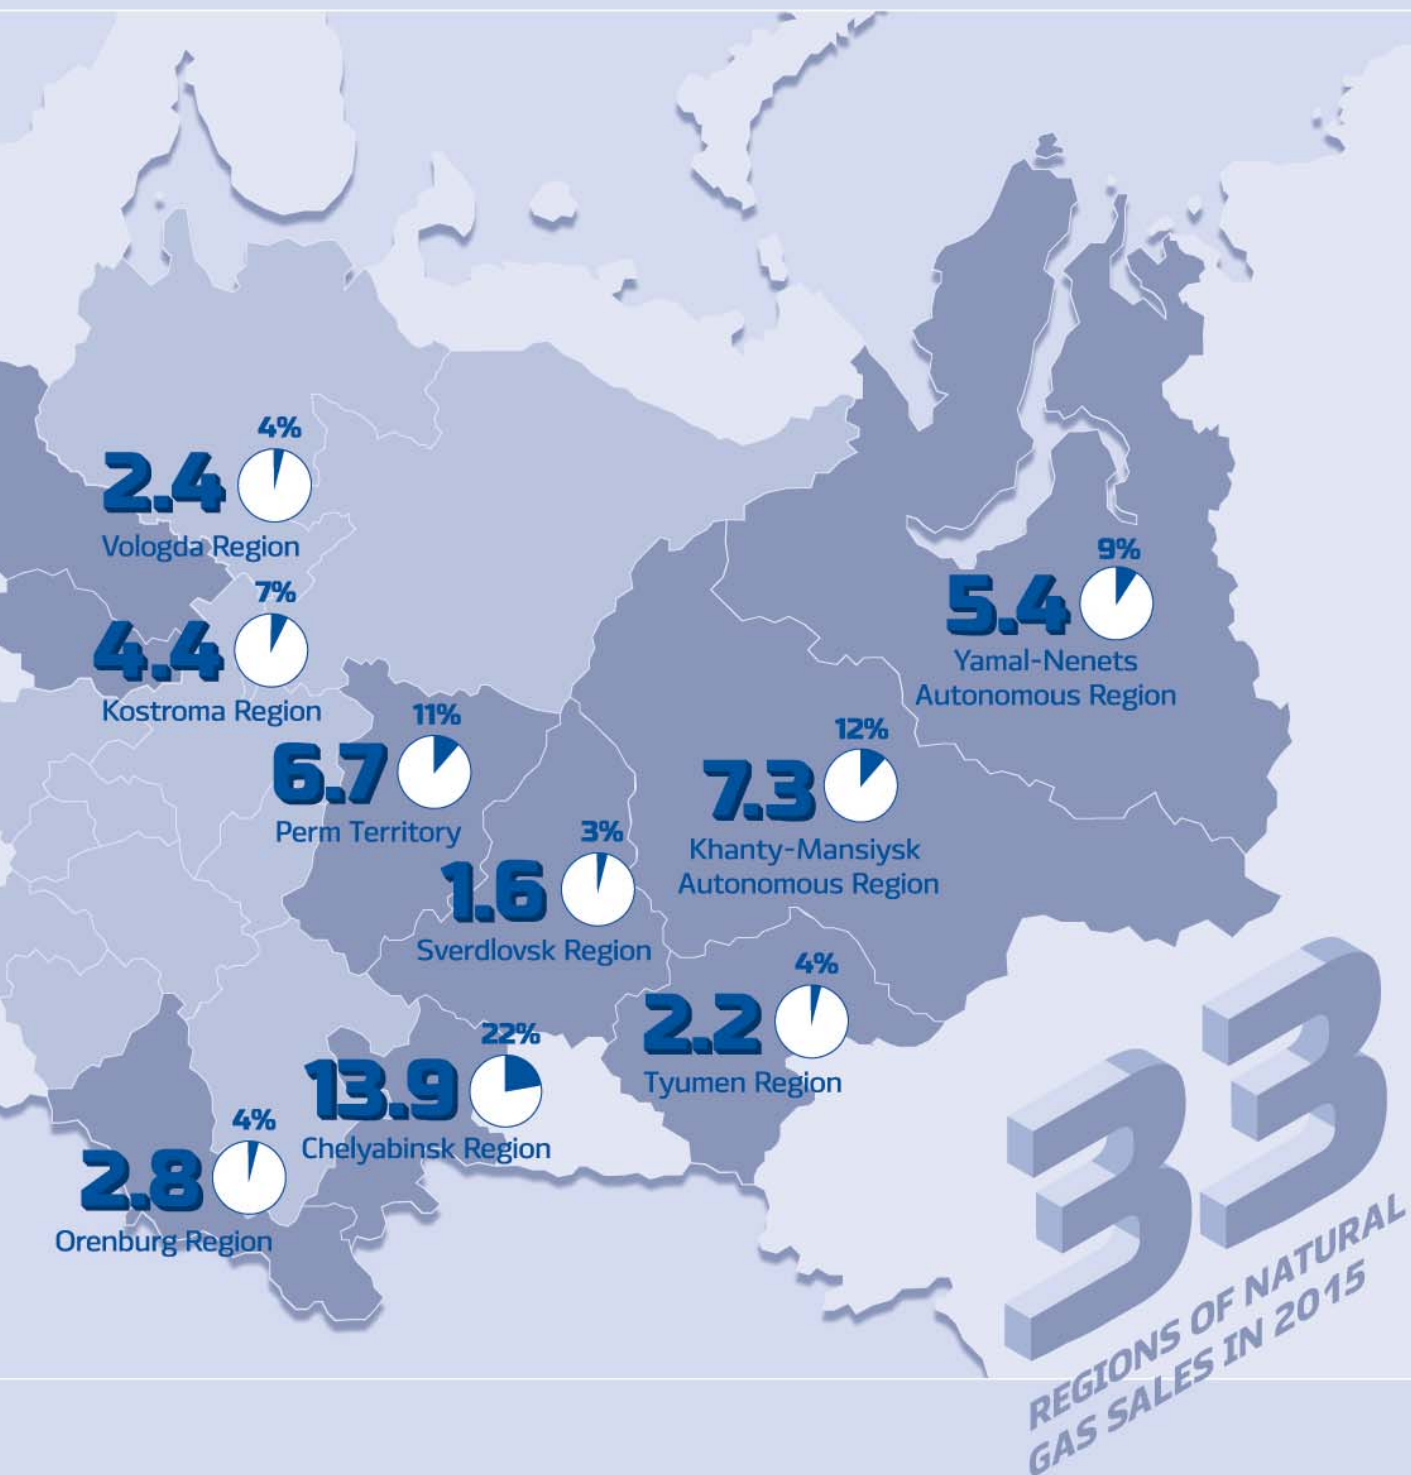 4%
2.4
Vologda Region
7%
4.4
Kostroma Region
9%
5.4
Yamal-Nenets
Autonomous Region
11%
6.7
Perm Territory
12%
7.3
Khanty-Mansiysk
Autonomous Region
3%
1.6
Sverdlovsk Region
4%
2.2
Tyumen Region
22%
13.9
Chelyabinsk Region
4%
2.8
Orenburg Region
33
REGIONS OF NATURAL
GAS SALES IN 2015